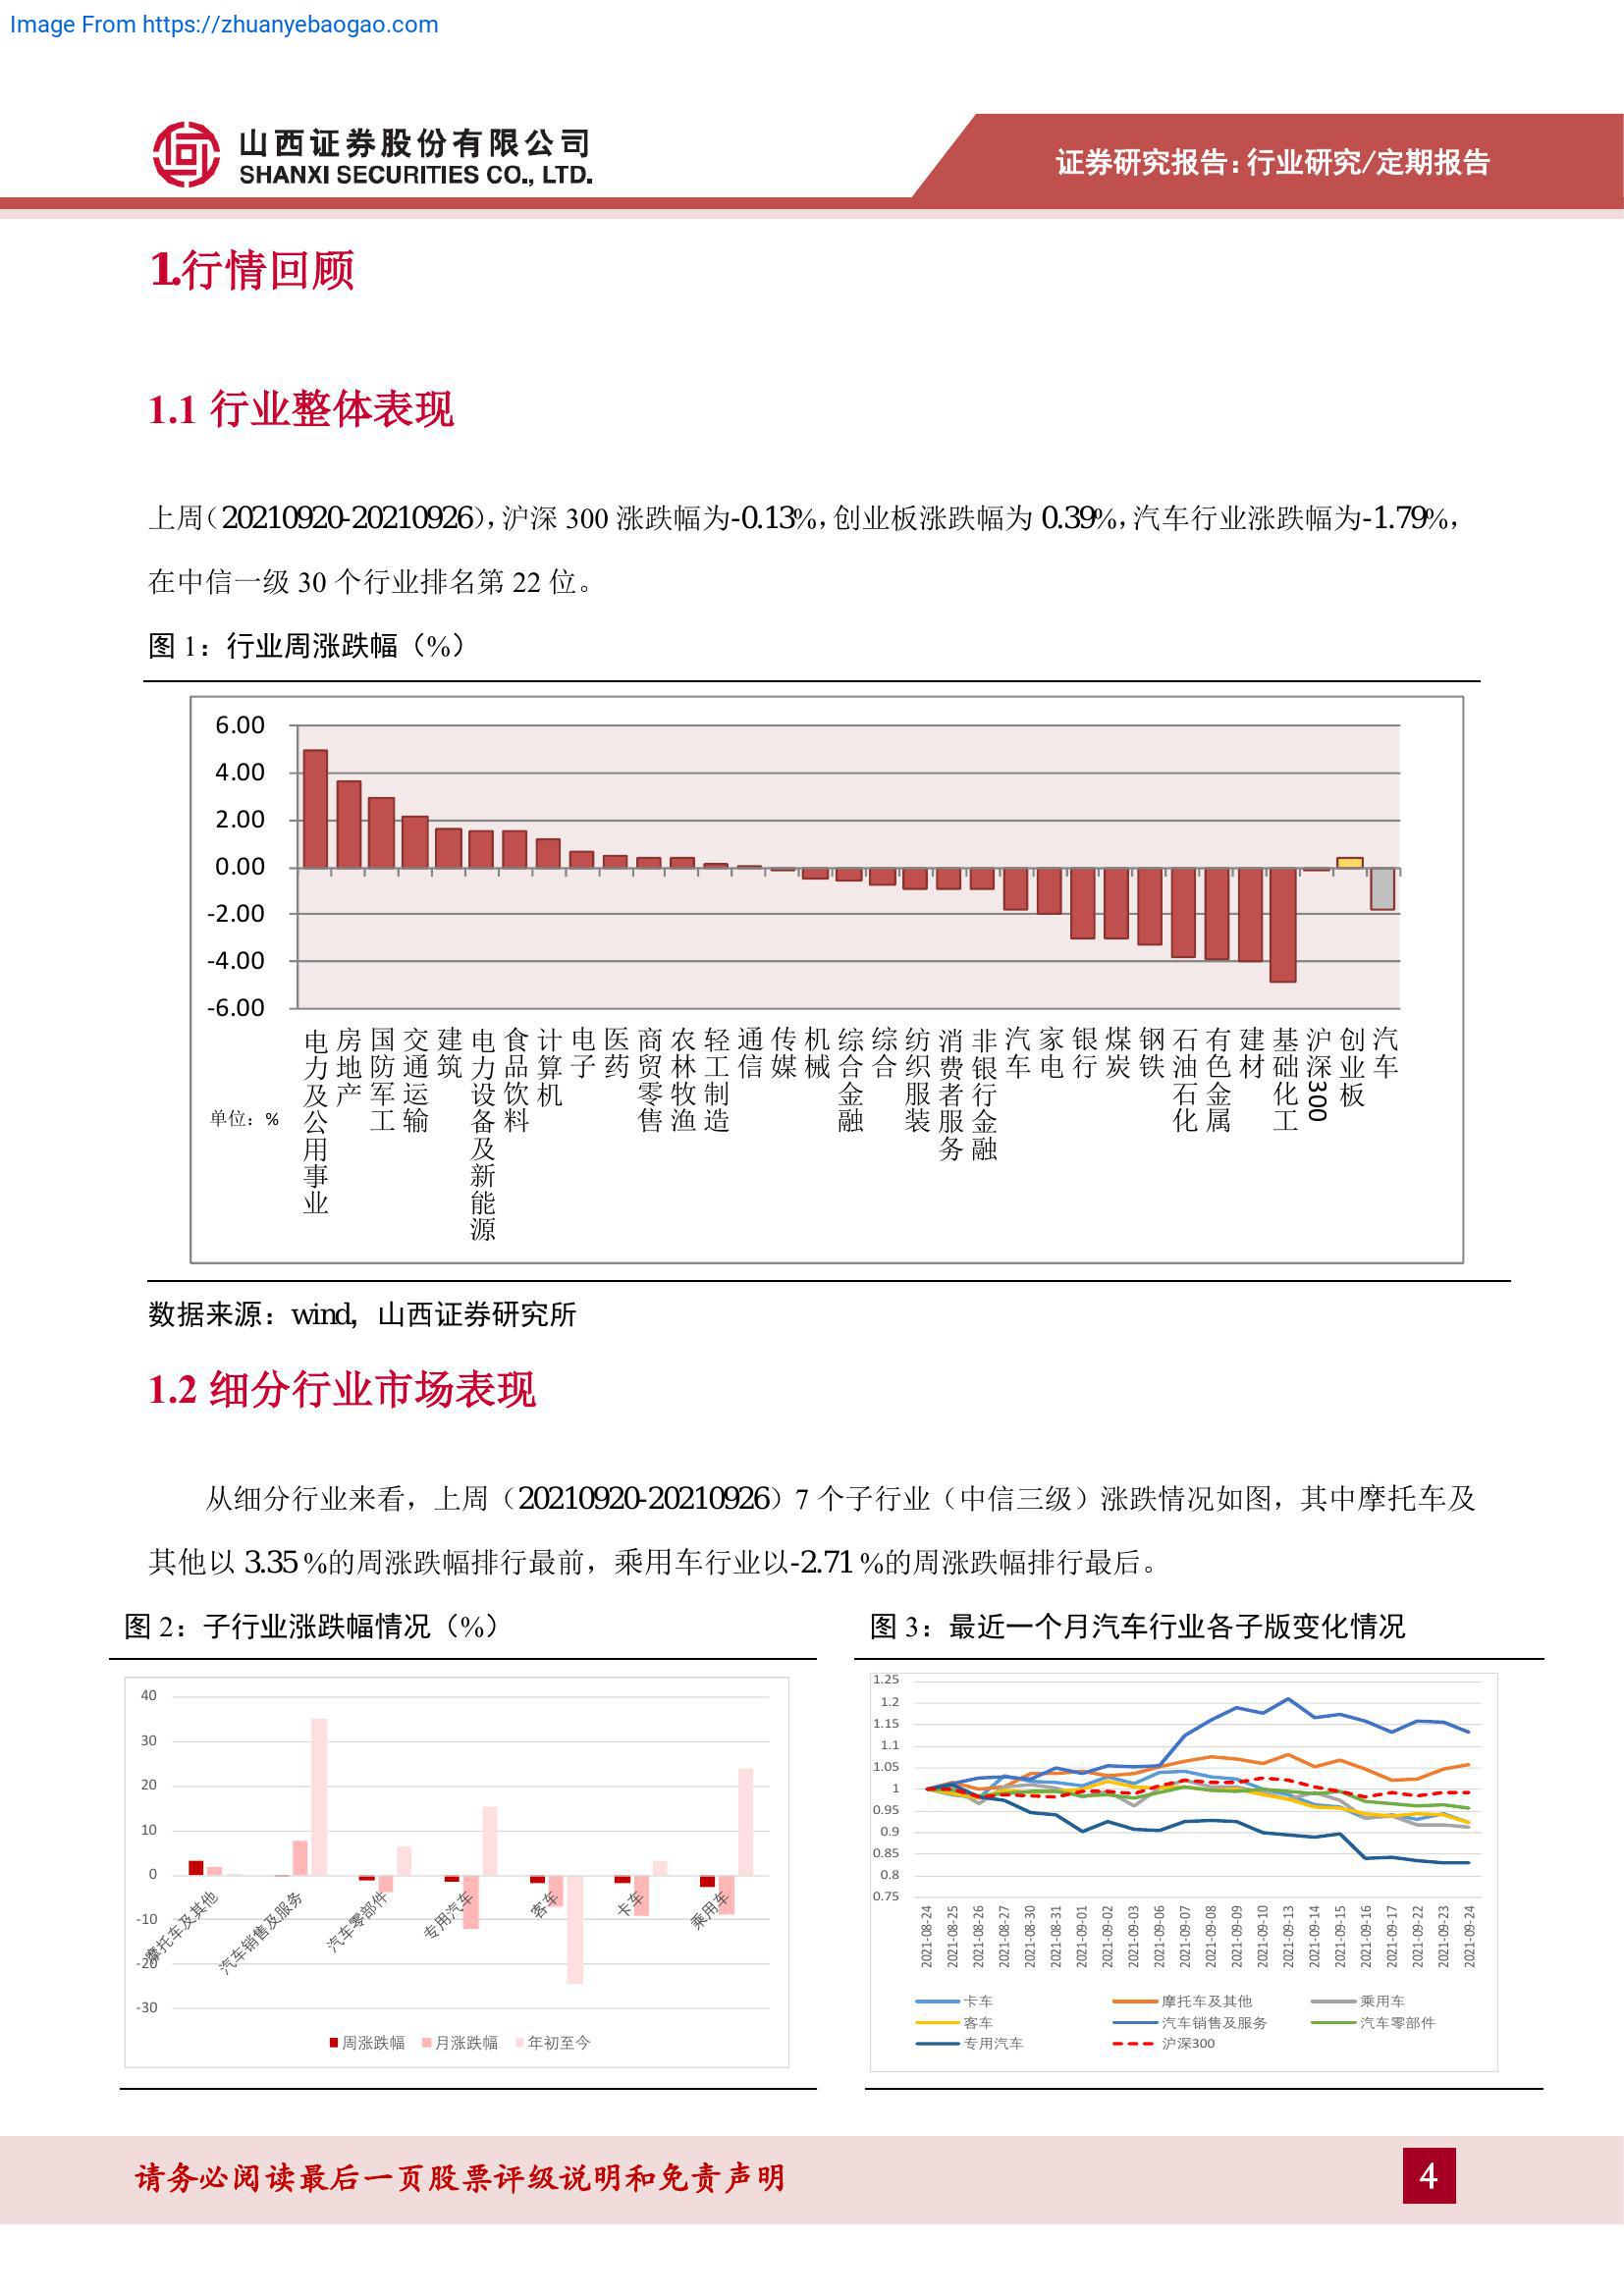 Image From https://zhuanyebaogao.com
山西证券股份有限公司
SHANXI SECURITIES CO., LTD.
证券研究报告:行业研究/定期报告
1.行情回顾
1.1 行业整体表现
上周（20210920-20210926），沪深 300 涨跌幅为-0.13%，创业板涨跌幅为 0.39%，汽车行业涨跌幅为-1.79%，
在中信一级 30 个行业排名第 22 位。
图 1：行业周涨跌幅（%）
6.00
4.00
2.00
0.00
-2.00
-4.00
-6.00
单位：%
电力及公用事业
房地产
国防军工
交通运输
建筑
电力设备及新能源
食品饮料
计算机
电子
医药
商贸零售
农林牧渔
轻工制造
通信
传媒
机械
综合金融
综合
纺织服装
消费者服务
非银行金融
汽车
家电
银行
煤炭
钢铁
石油石化
有色金属
建材
基础化工
沪深300
创业板
汽车
数据来源：wind，山西证券研究所
1.2 细分行业市场表现
从细分行业来看，上周（20210920-20210926）7 个子行业（中信三级）涨跌情况如图，其中摩托车及
其他以 3.35 %的周涨跌幅排行最前，乘用车行业以-2.71 %的周涨跌幅排行最后。
图 2：子行业涨跌幅情况（%）
40
30
20
10
0
-10
-20
-30
摩托车及其他
汽车销售及服务
汽车零部件
专用汽车
客车
卡车
乘用车
周涨跌幅 月涨跌幅 年初至今
图 3：最近一个月汽车行业各子版变化情况
1.25
1.2
1.15
1.1
1.05
1
0.95
0.9
0.85
0.8
0.75
2021-08-24
2021-08-25
2021-08-26
2021-08-27
2021-08-30
2021-08-31
2021-09-01
2021-09-02
2021-09-03
2021-09-06
2021-09-07
2021-09-08
2021-09-09
2021-09-10
2021-09-13
2021-09-14
2021-09-15
2021-09-16
2021-09-17
2021-09-22
2021-09-23
2021-09-24
卡车 摩托车及其他 乘用车
客车 汽车销售及服务 汽车零部件
专用汽车 沪深300
请务必阅读最后一页股票评级说明和免责声明
4